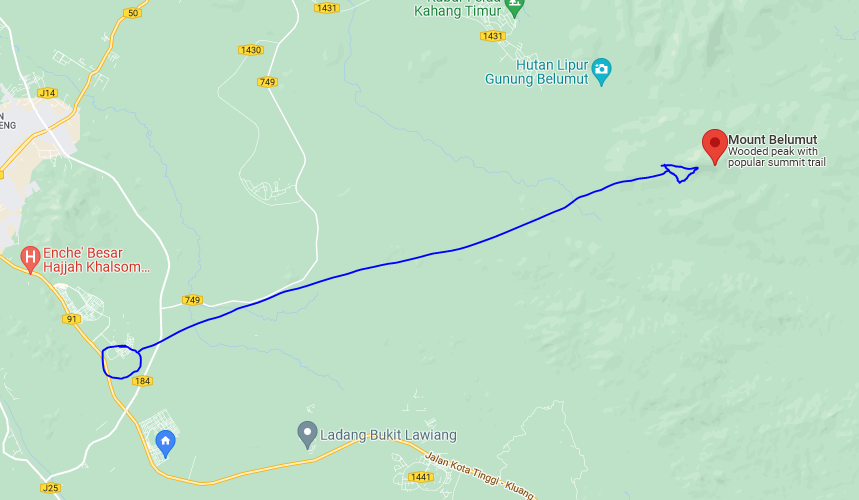 50
1431
Kahang Timur
1431
1430
749
Hutan Lipur
Gunung Belumut
J14
ENG
Mount Belumut
Wooded peak with
popular summit trail
H
Enche' Besar
Hajjah Khalsom...
749
91
184
Ladang Bukit Lawiang
Jalan Kota Tinggi - Kluang
1441
J25